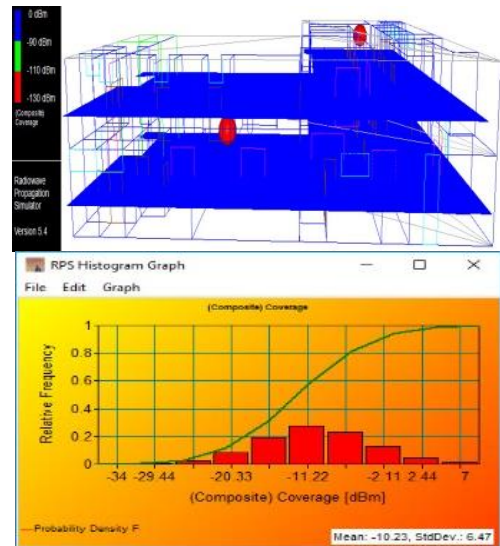 0 dBm
-90 dBm
-110 dBm
-130 dBm
(Composite)
Coverage
Radiowave
Propagation
Simulator
Version 5.4
RPS Histogram Graph
File Edit Graph
(Composite) Coverage
Relative Frequency
1
0.8
0.6
0.4
0.2
0
-34 -29.44 -20.33 -11.22 -2.11 2.44 7
(Composite) Coverage [dBm]
Probability Density F
Mean: -10.23, StdDev.: 6.47